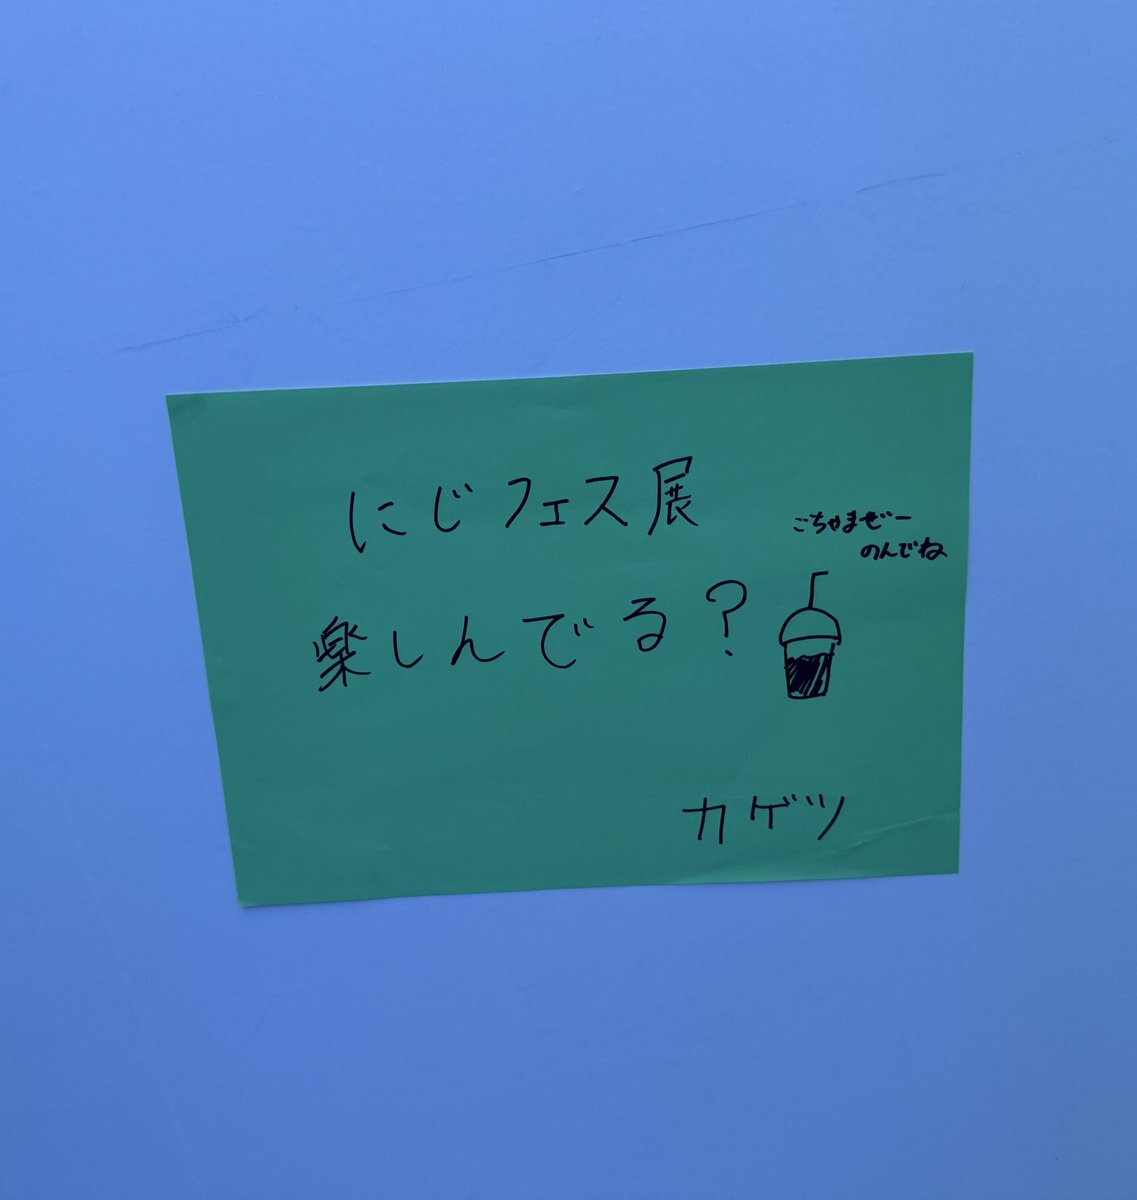 にじフェス展
楽しんでる？
ごちゃまぜー
のんでね
カゲツ